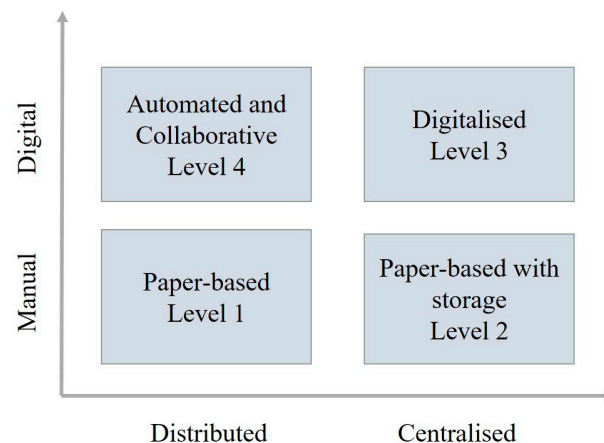 Digital
Automated and
Collaborative
Level 4
Digitalised
Level 3
Manual
Paper-based
Level 1
Paper-based with
storage
Level 2
Distributed
Centralised